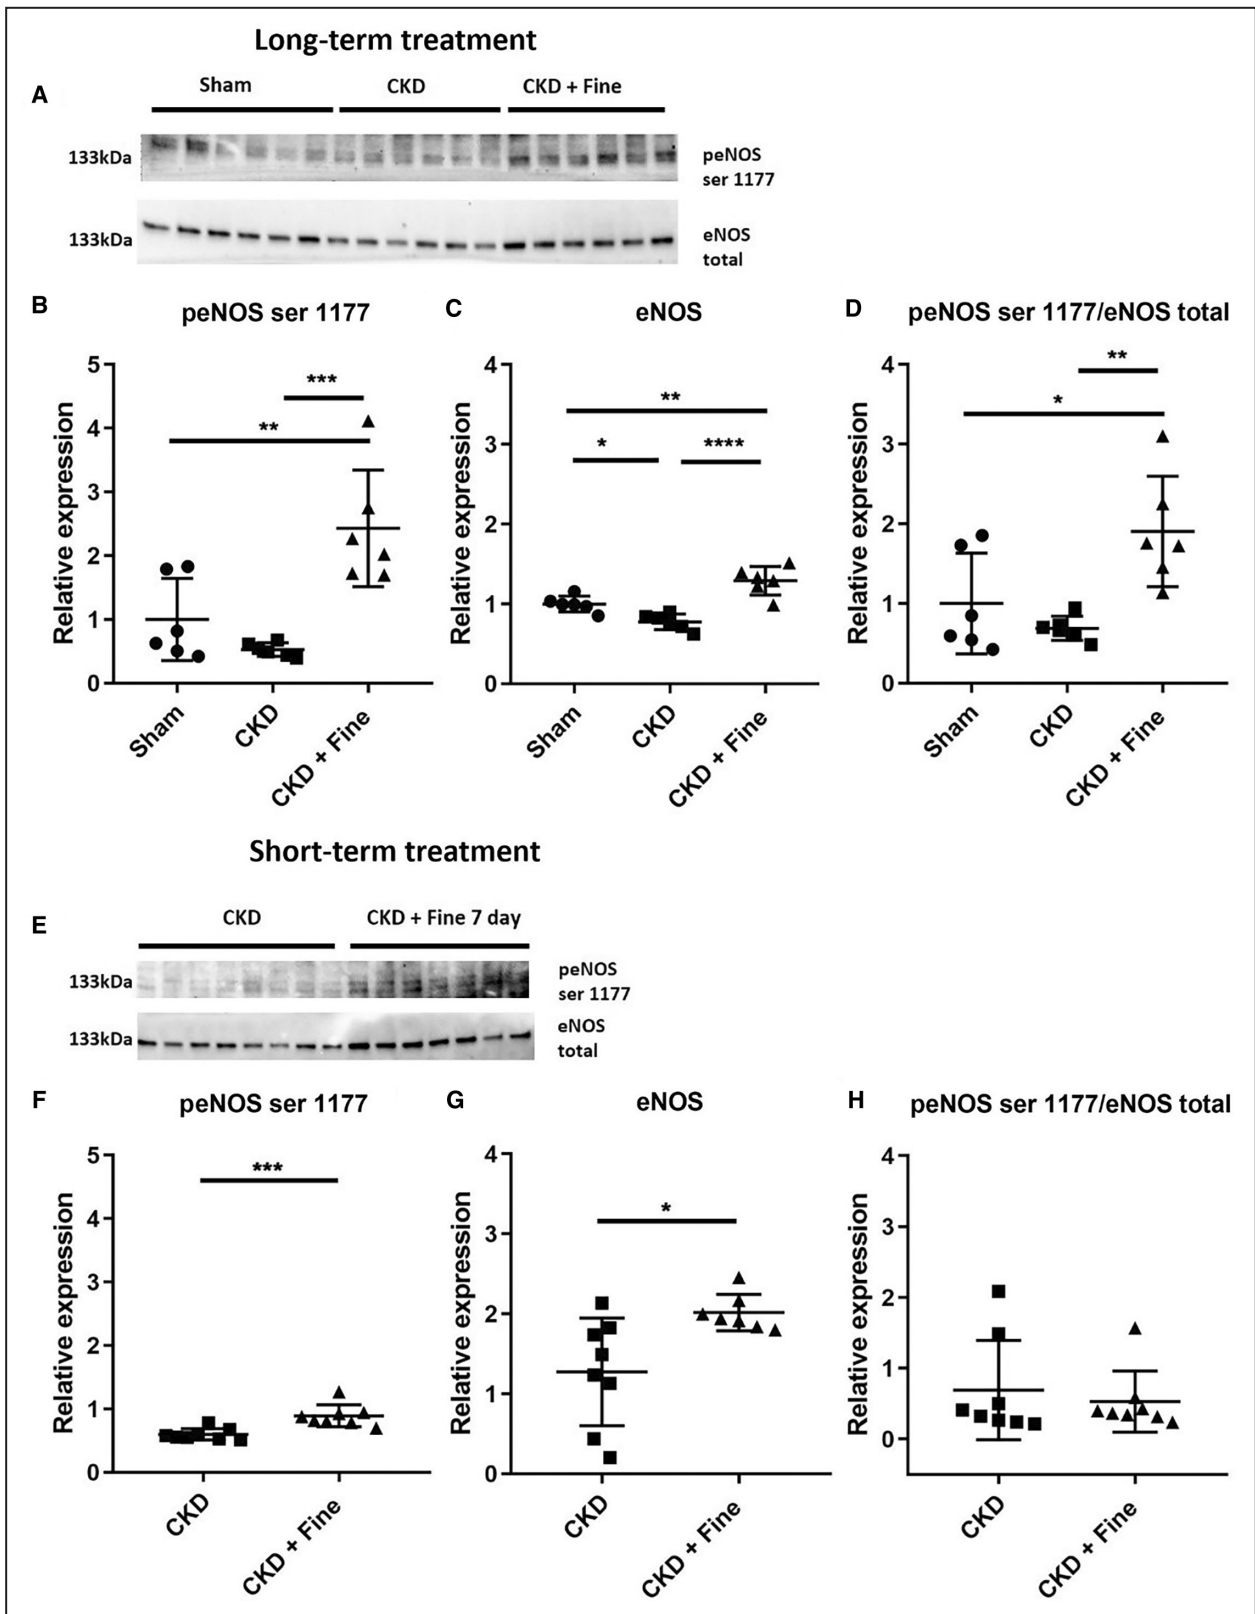 Long-term treatment
A
Sham CKD CKD + Fine
133kDa
peNOS
ser 1177
133kDa
eNOS
total
B
peNOS ser 1177
***
**
Relative expression
5
4
3
2
1
0
Sham
CKD
CKD + Fine
C
eNOS
**
*
****
Relative expression
4
3
2
1
0
Sham
CKD
CKD + Fine
D
peNOS ser 1177/eNOS total
**
*
Relative expression
4
3
2
1
0
Sham
CKD
CKD + Fine
Short-term treatment
E
CKD CKD + Fine 7 day
133kDa
peNOS
ser 1177
133kDa
eNOS
total
F
peNOS ser 1177
***
Relative expression
5
4
3
2
1
0
CKD
CKD + Fine
G
eNOS
*
Relative expression
4
3
2
1
0
CKD
CKD + Fine
H
peNOS ser 1177/eNOS total
Relative expression
4
3
2
1
0
CKD
CKD + Fine